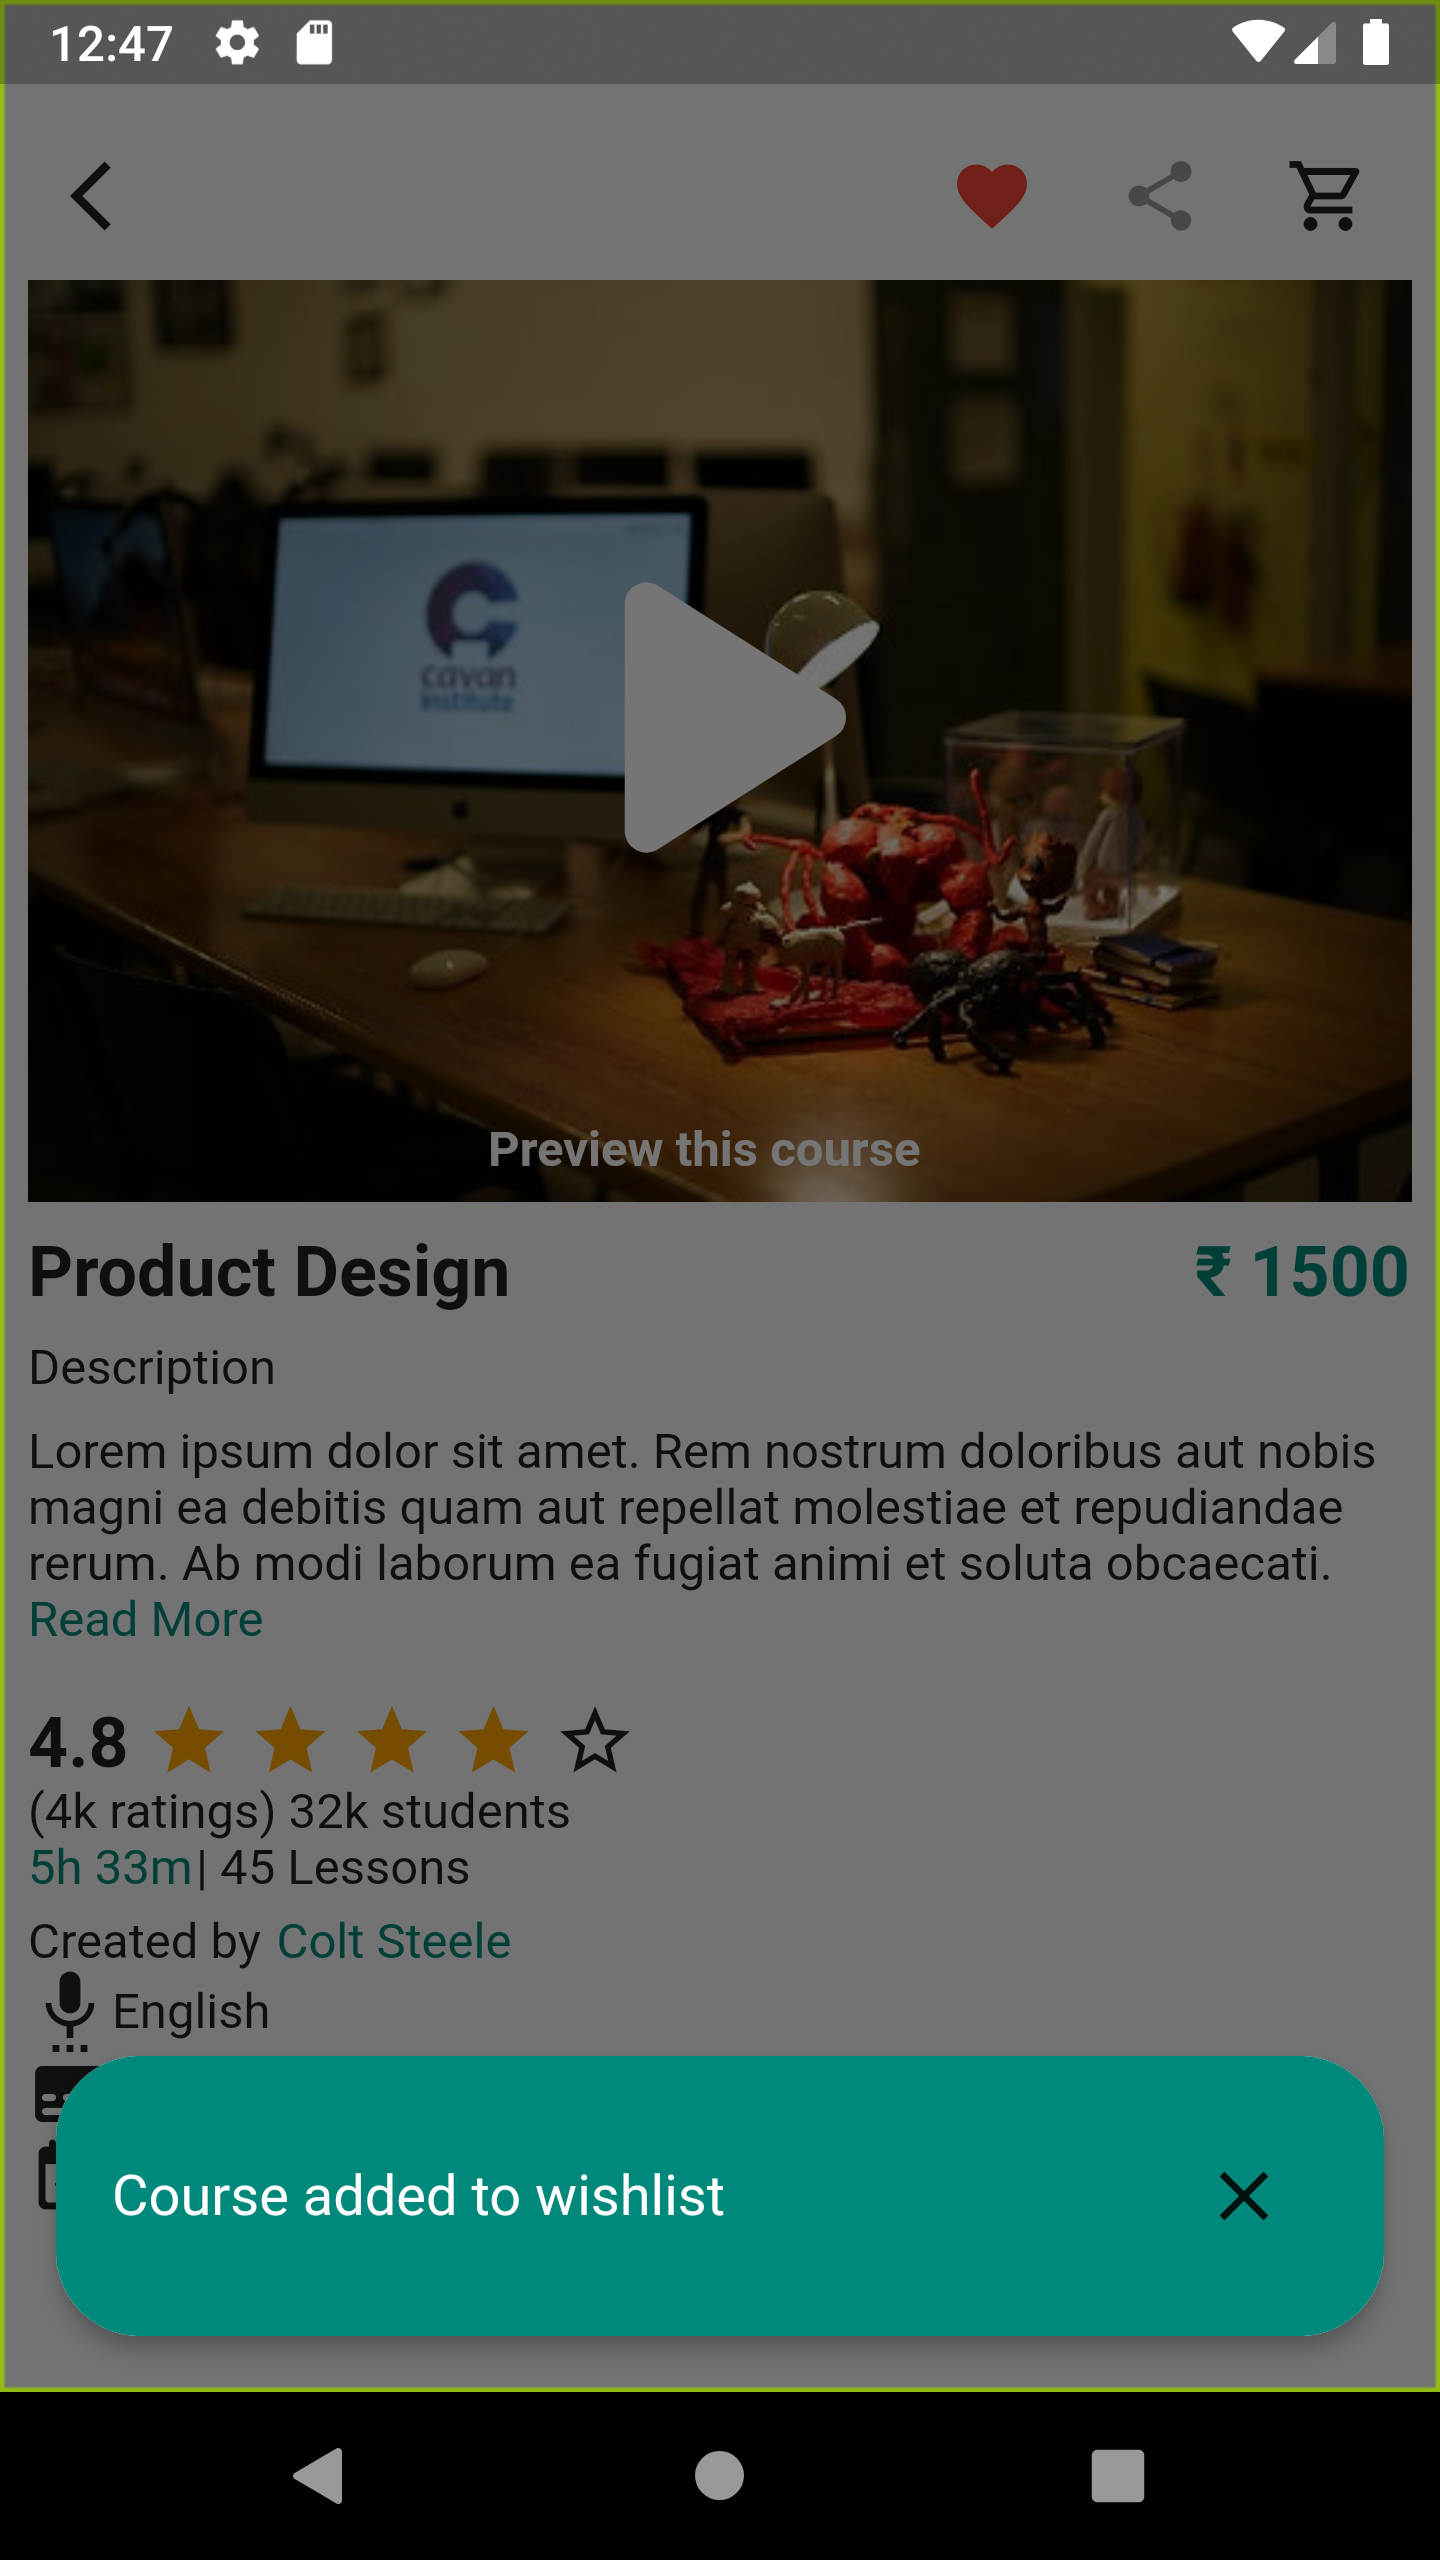 12:47
cavan
institute
Preview this course
Product Design
₹ 1500
Description
Lorem ipsum dolor sit amet. Rem nostrum doloribus aut nobis
magni ea debitis quam aut repellat molestiae et repudiandae
rerum. Ab modi laborum ea fugiat animi et soluta obcaecati.
Read More
4.8
(4k ratings) 32k students
5h 33m| 45 Lessons
Created by Colt Steele
English
Course added to wishlist